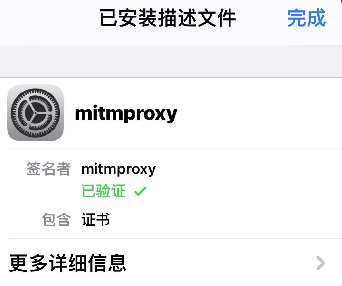 已安装描述文件 完成
mitmproxy
签名者 mitmproxy
已验证 ✓
包含 证书
更多详细信息